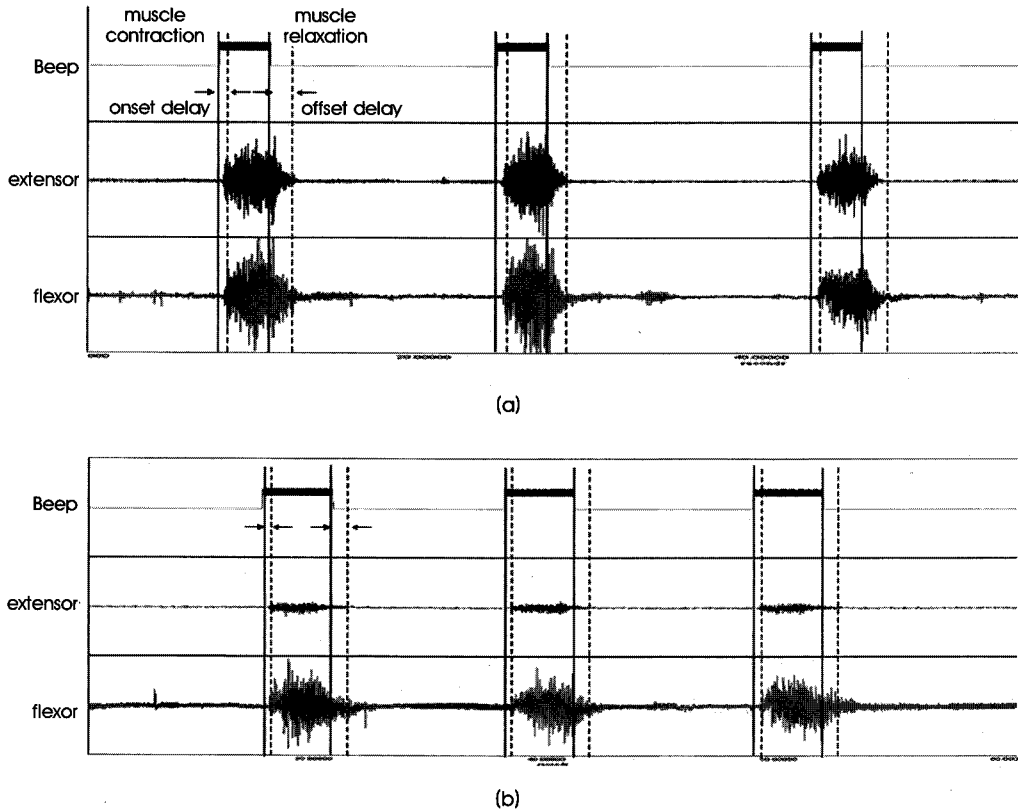 muscle contraction
muscle relaxation
Beep
onset delay
offset delay
extensor
flexor
(a)
Beep
extensor
flexor
(b)